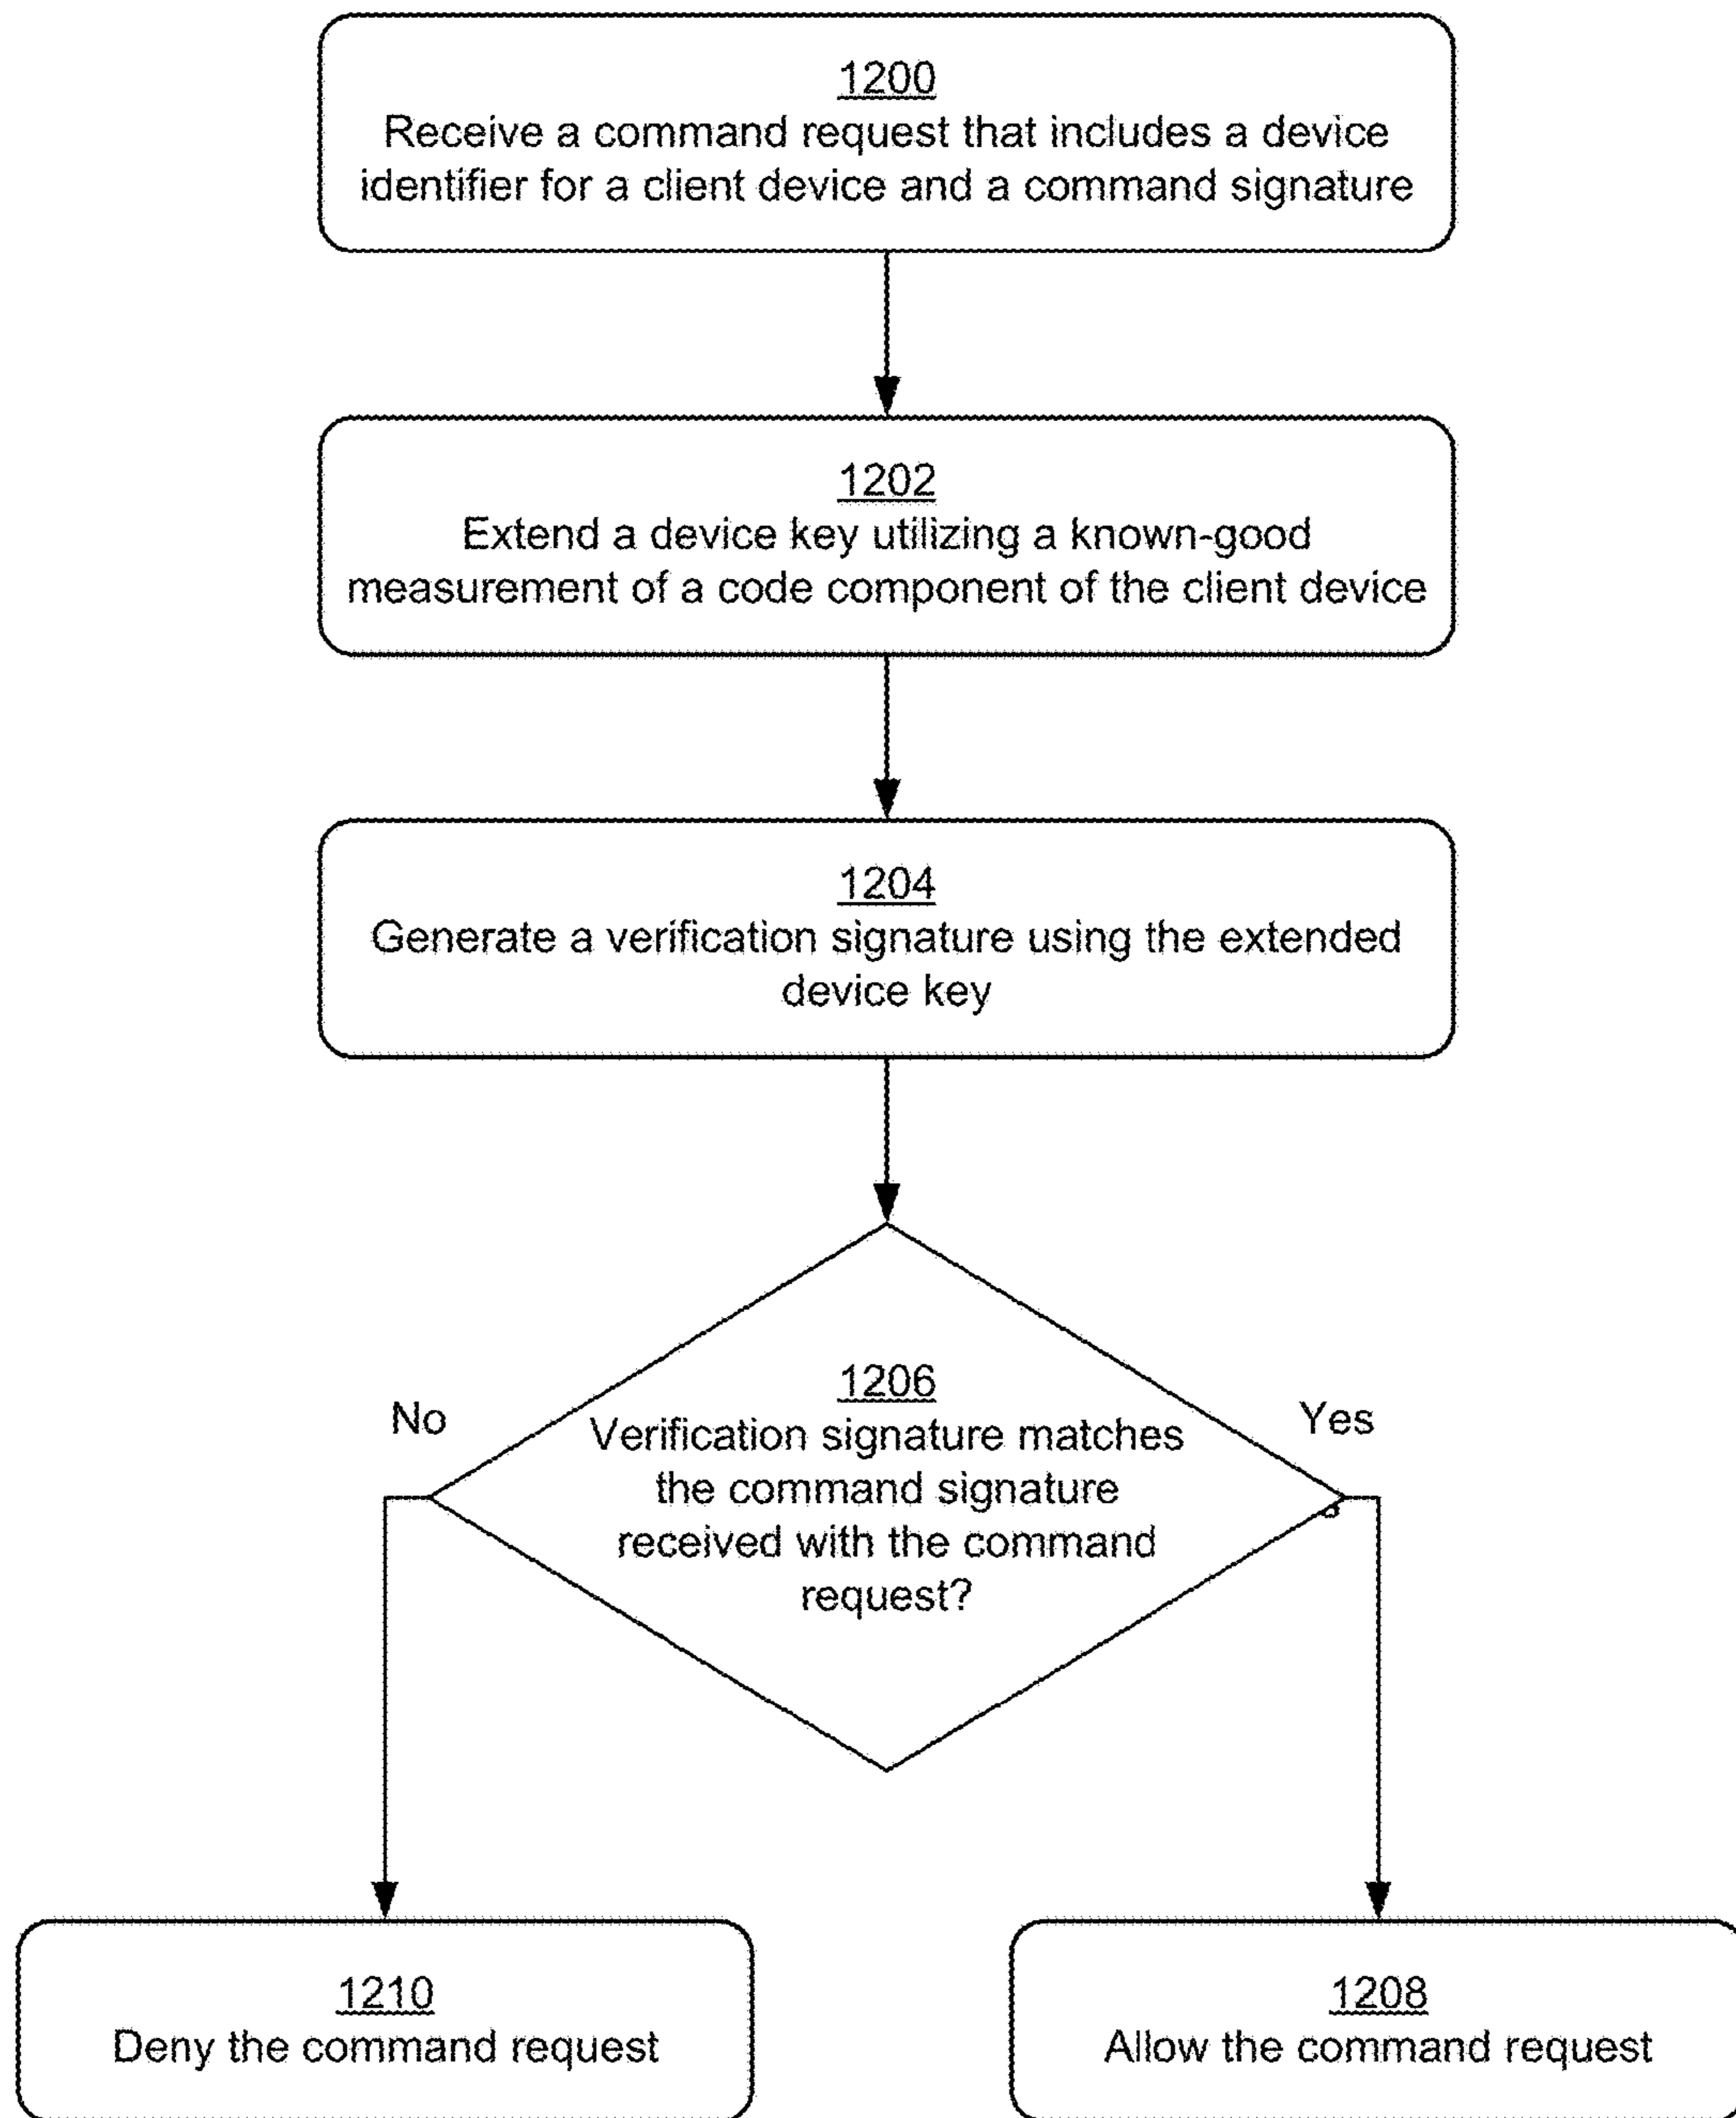 1200
Receive a command request that includes a device
identifier for a client device and a command signature
1202
Extend a device key utilizing a known-good
measurement of a code component of the client device
1204
Generate a verification signature using the extended
device key
1206
Verification signature matches
the command signature
received with the command
request?
No
Yes
1210
Deny the command request
1208
Allow the command request